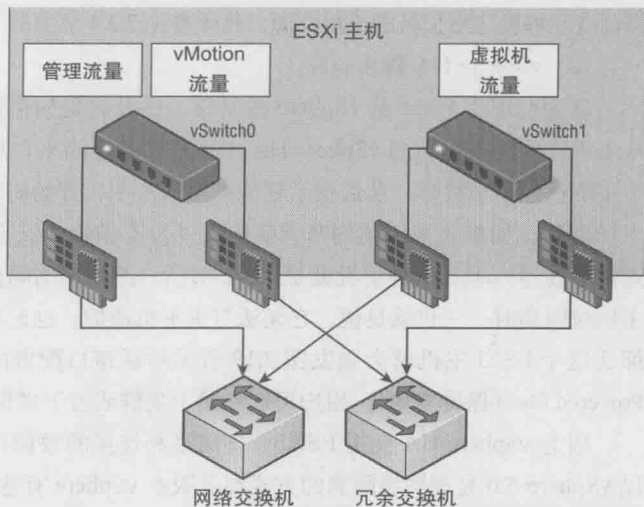 ESXi 主机
管理流量
vMotion
流量
虚拟机
流量
vSwitch0
vSwitch1
网络交换机
冗余交换机